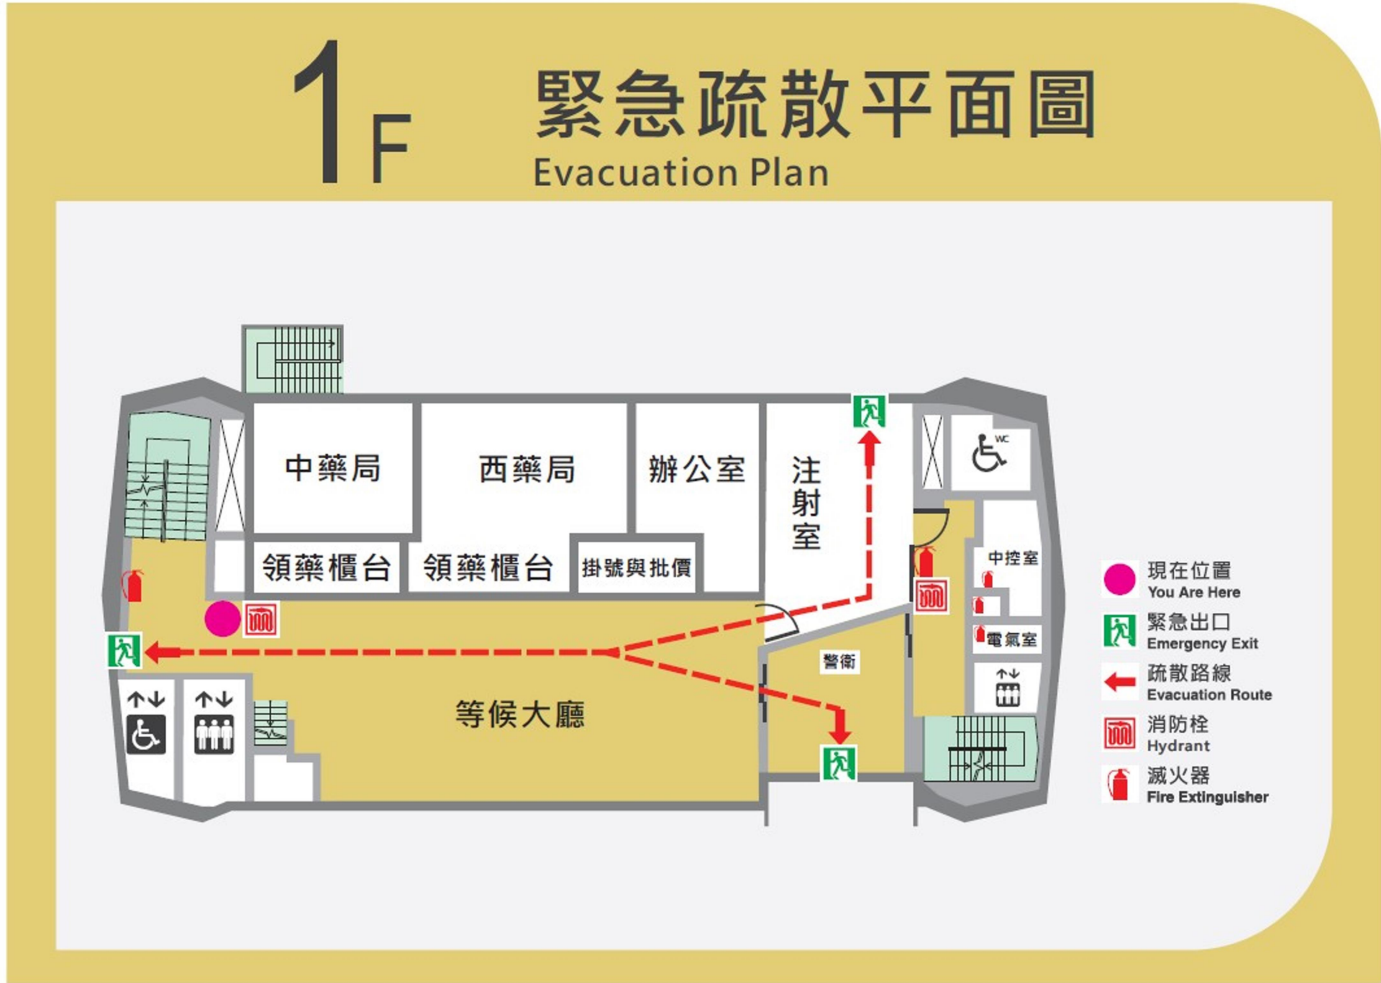 1F
緊急疏散平面圖
Evacuation Plan
中藥局
西藥局
辦公室
注射室
WC
領藥櫃台
領藥櫃台
掛號與批價
中控室
電氣室
警衛
等候大廳
現在位置
You Are Here
緊急出口
Emergency Exit
疏散路線
Evacuation Route
消防栓
Hydrant
滅火器
Fire Extinguisher